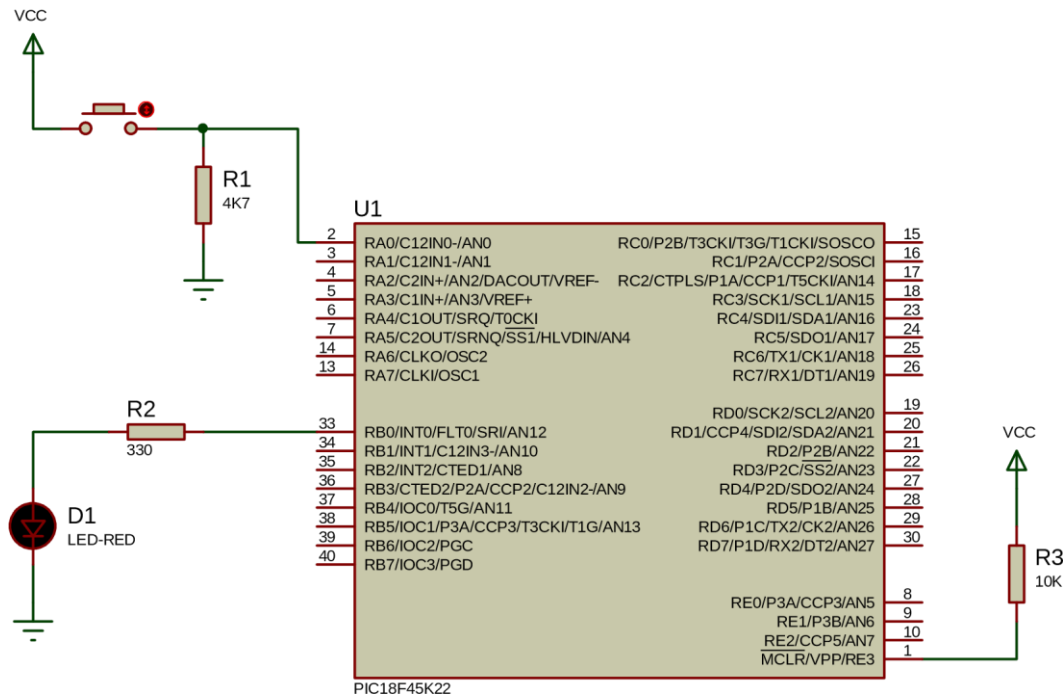 VCC
R1
4K7
U1
2 RA0/C12IN0-/AN0
3 RA1/C12IN1-/AN1
4 RA2/C2IN+/AN2/DACOUT/VREF-
5 RA3/C1IN+/AN3/VREF+
6 RA4/C1OUT/SRQ/T0CKI
7 RA5/C2OUT/SRNQ/SS1/HLVDIN/AN4
14 RA6/CLKO/OSC2
13 RA7/CLKI/OSC1
R2
330
33 RB0/INT0/FLT0/SRI/AN12
34 RB1/INT1/C12IN3-/AN10
35 RB2/INT2/CTED1/AN8
36 RB3/CTED2/P2A/CCP2/C12IN2-/AN9
37 RB4/IOC0/T5G/AN11
38 RB5/IOC1/P3A/CCP3/T3CKI/T1G/AN13
39 RB6/IOC2/PGC
40 RB7/IOC3/PGD
D1
LED-RED
RC0/P2B/T3CKI/T3G/T1CKI/SOSCO 15
RC1/P2A/CCP2/SOSCI 16
RC2/CTPLS/P1A/CCP1/T5CKI/AN14 17
RC3/SCK1/SCL1/AN15 18
RC4/SDI1/SDA1/AN16 23
RC5/SDO1/AN17 24
RC6/TX1/CK1/AN18 25
RC7/RX1/DT1/AN19 26
RD0/SCK2/SCL2/AN20 19
RD1/CCP4/SDI2/SDA2/AN21 20
RD2/P2B/AN22 21
RD3/P2C/SS2/AN23 22
RD4/P2D/SDO2/AN24 27
RD5/P1B/AN25 28
RD6/P1C/TX2/CK2/AN26 29
RD7/P1D/RX2/DT2/AN27 30
RE0/P3A/CCP3/AN5 8
RE1/P3B/AN6 9
RE2/CCP5/AN7 10
MCLR/VPP/RE3 1
VCC
R3
10K
PIC18F45K22